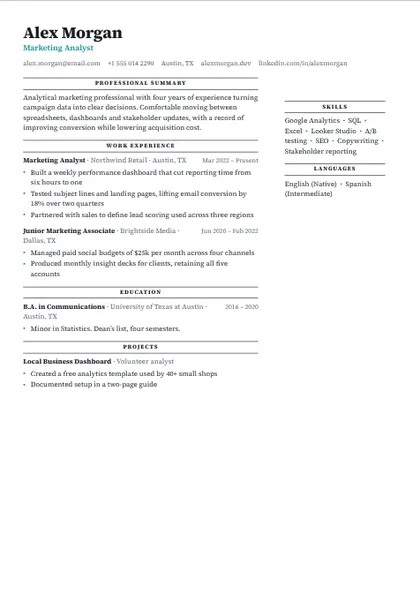 Alex Morgan
Marketing Analyst
alex.morgan@email.com +1 555 014 2290 Austin, TX alexmorgan.dev linkedin.com/in/alexmorgan
PROFESSIONAL SUMMARY
Analytical marketing professional with four years of experience turning
campaign data into clear decisions. Comfortable moving between
spreadsheets, dashboards and stakeholder updates, with a record of
improving conversion while lowering acquisition cost.
WORK EXPERIENCE
Marketing Analyst · Northwind Retail · Austin, TX Mar 2022 – Present
• Built a weekly performance dashboard that cut reporting time from
six hours to one
• Tested subject lines and landing pages, lifting email conversion by
18% over two quarters
• Partnered with sales to define lead scoring used across three regions
Junior Marketing Associate · Brightside Media · Jun 2020 – Feb 2022
Dallas, TX
• Managed paid social budgets of $25k per month across four channels
• Produced monthly insight decks for clients, retaining all five
accounts
EDUCATION
B.A. in Communications · University of Texas at Austin · 2016 – 2020
Austin, TX
• Minor in Statistics. Dean's list, four semesters.
PROJECTS
Local Business Dashboard · Volunteer analyst
• Created a free analytics template used by 40+ small shops
• Documented setup in a two-page guide
SKILLS
Google Analytics • SQL •
Excel • Looker Studio • A/B
testing • SEO • Copywriting •
Stakeholder reporting
LANGUAGES
English (Native) • Spanish
(Intermediate)